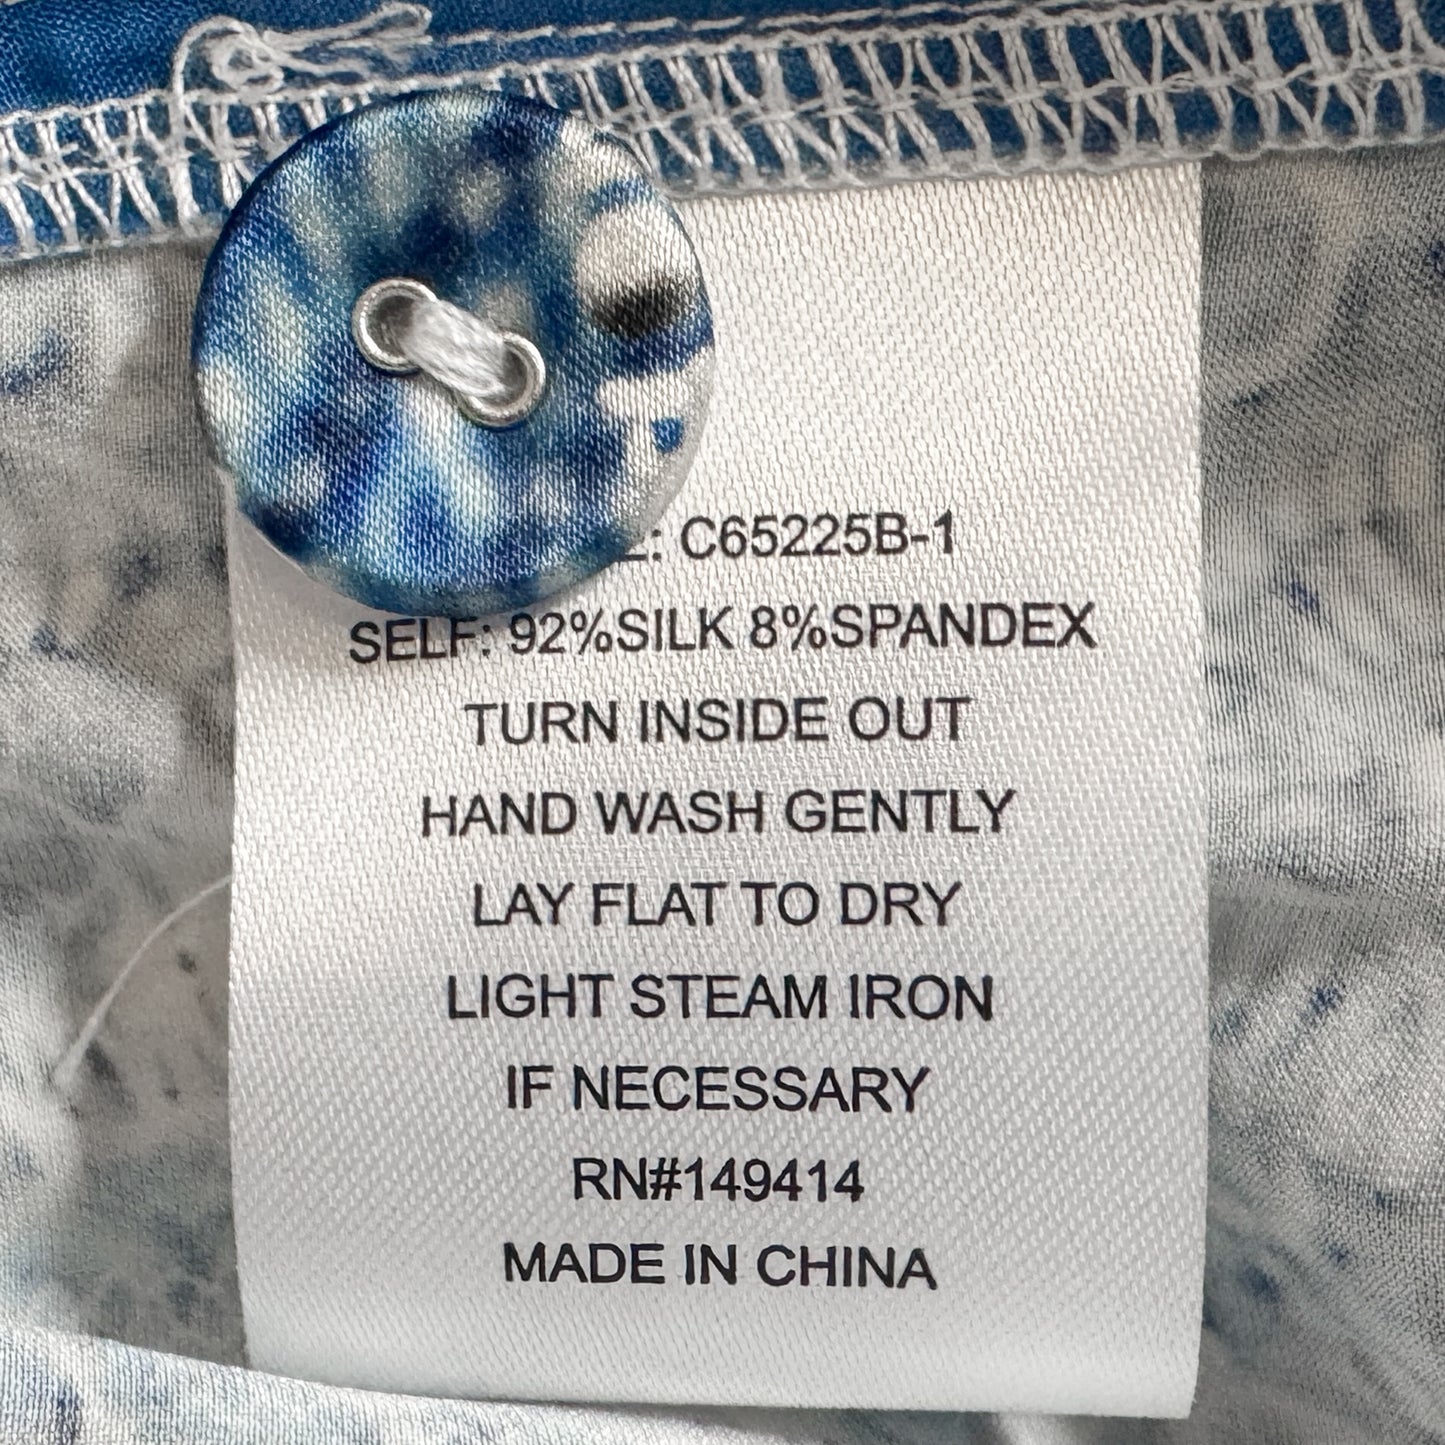 : C65225B-1
SELF: 92%SILK 8%SPANDEX
TURN INSIDE OUT
HAND WASH GENTLY
LAY FLAT TO DRY
LIGHT STEAM IRON
IF NECESSARY
RN#149414
MADE IN CHINA